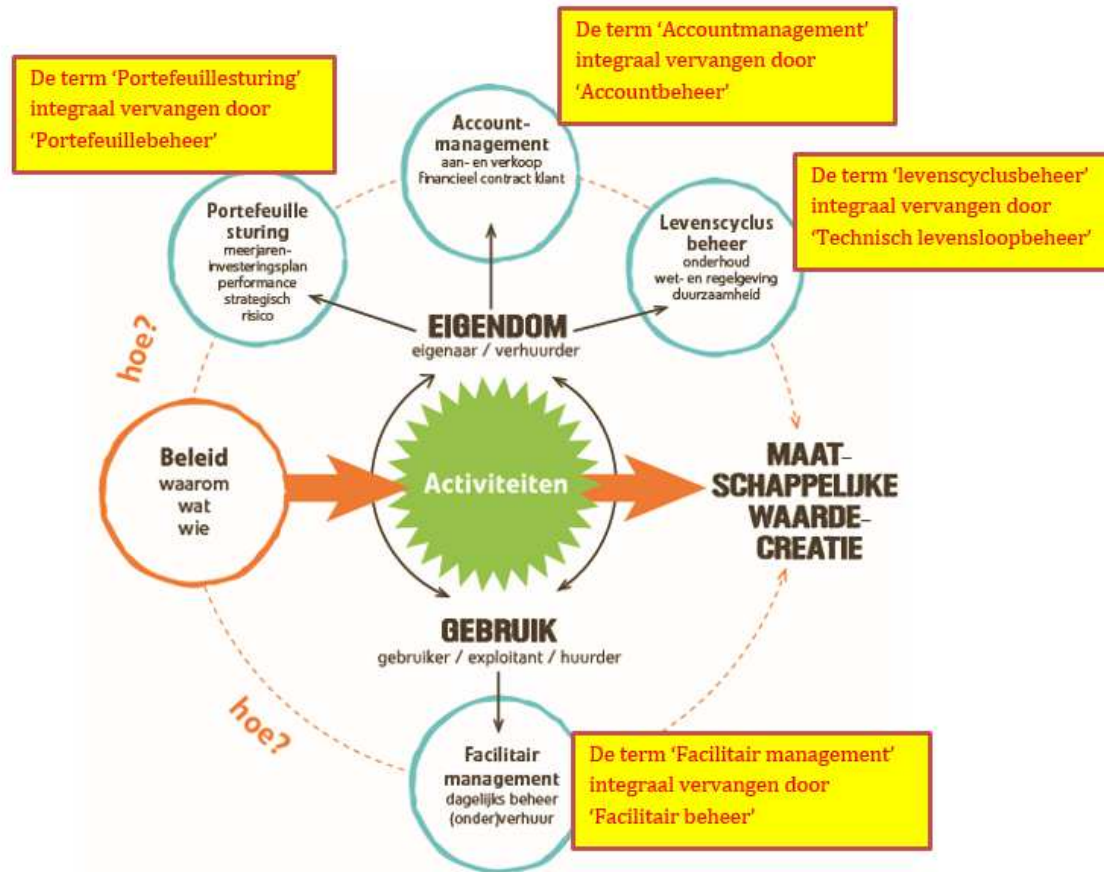 De term ‘Accountmanagement’
integraal vervangen door
‘Accountbeheer’
De term ‘Portefeuillesturing’
integraal vervangen door
‘Portefeuillebeheer’
Account-
management
aan- en verkoop
financieel contract klant
De term ‘levenscyclusbeheer’
integraal vervangen door
‘Technisch levensloopbeheer’
Portefeuille
sturing
meerjaren-
investeringsplan
performance
strategisch
risico
Levenscyclus
beheer
onderhoud
wet- en regelgeving
duurzaamheid
hoe?
EIGENDOM
eigenaar / verhuurder
Beleid
waarom
wat
wie
Activiteiten
MAAT-
SCHAPPELIJKE
WAARDE-
CREATIE
GEBRUIK
gebruiker / exploitant / huurder
hoe?
Facilitair
management
dagelijks beheer
(onder)verhuur
De term ‘Facilitair management’
integraal vervangen door
‘Facilitair beheer’